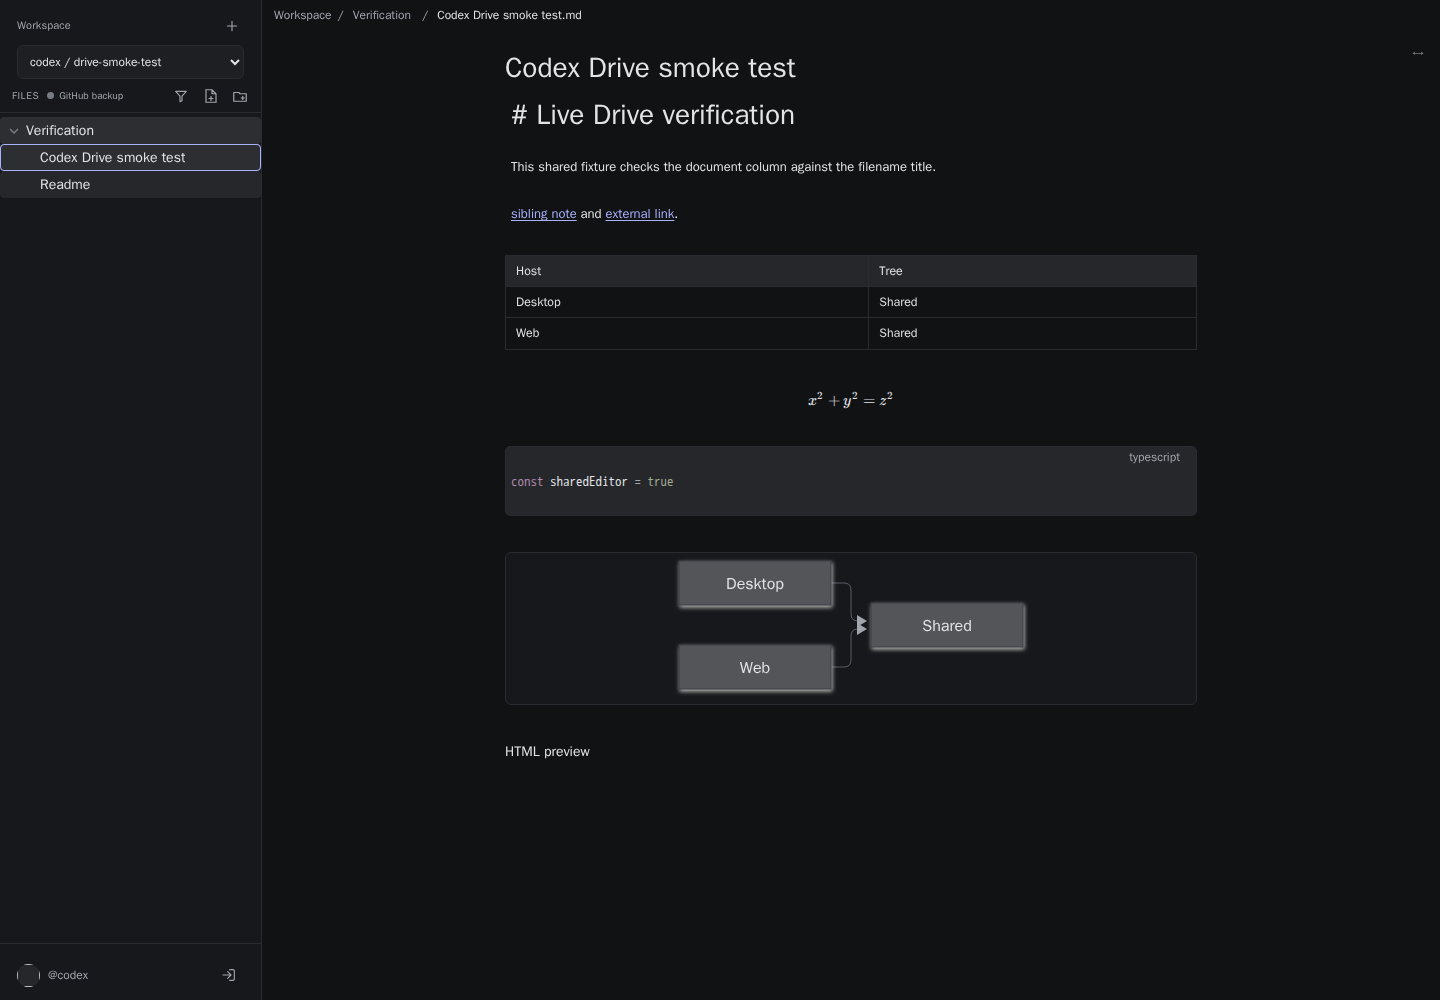 Workspace
codex / drive-smoke-test
FILES GitHub backup
Verification
Codex Drive smoke test
Readme
@codex
Workspace / Verification / Codex Drive smoke test.md
Codex Drive smoke test
# Live Drive verification
This shared fixture checks the document column against the filename title.
sibling note and external link.
Host Tree
Desktop Shared
Web Shared
x² + y² = z²
typescript
const sharedEditor = true
Desktop
Shared
Web
HTML preview